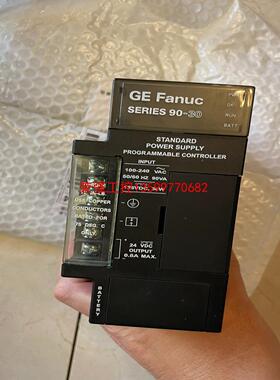 GE Fanuc
SERIES 90-30
OK
RUN
BATT
STANDARD
POWER SUPPLY
PROGRAMMABLE CONTROLLER
INPUT
100-240 VAC
50/60 HZ 90VA
USE COPPER
CONDUCTORS
RATED FOR
75 DEG. C
ONLY.
24 VDC
OUTPUT
0.8A MAX.
BATTERY